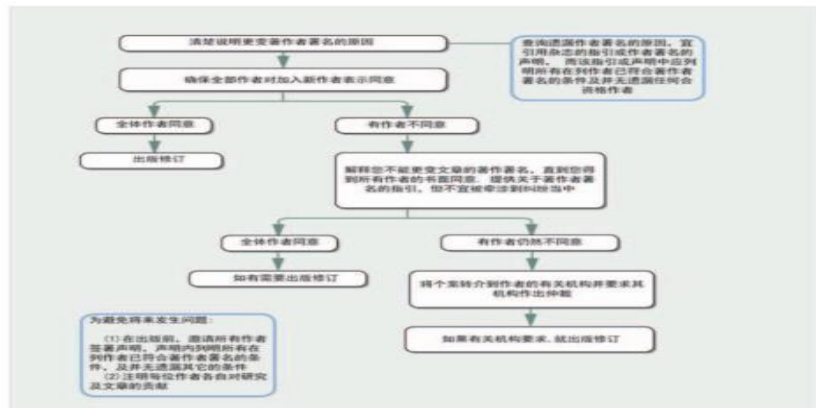 清楚说明更变著作者署名的原因
查询遗漏作者署名的原因，宜
引用杂志的指引或作者署名的
声明， 而该指引或声明中应列
明所有在列作者已符合著作者
署名的条件及并无遗漏任何合
资格作者
确保全部作者对加入新作者表示同意
全体作者同意
有作者不同意
出版修订
解释您不能更变文章的著作署名，直到您得
到所有作者的书面同意. 提供关于著作者署
名的指引，但不宜被牵涉到纠纷当中
全体作者同意
有作者仍然不同意
如有需要出版修订
将个案转介到作者的有关机构并要求其
机构作出仲裁
如果有关机构要求,就出版修订
为避免将来发生问题:
(1)在出版前，邀请所有作者
签署声明，声明内列明所有在
列作者已符合著作者署名的条
件，及并无遗漏其它的条件
(2)注明每位作者各自对研究
及文章的贡献